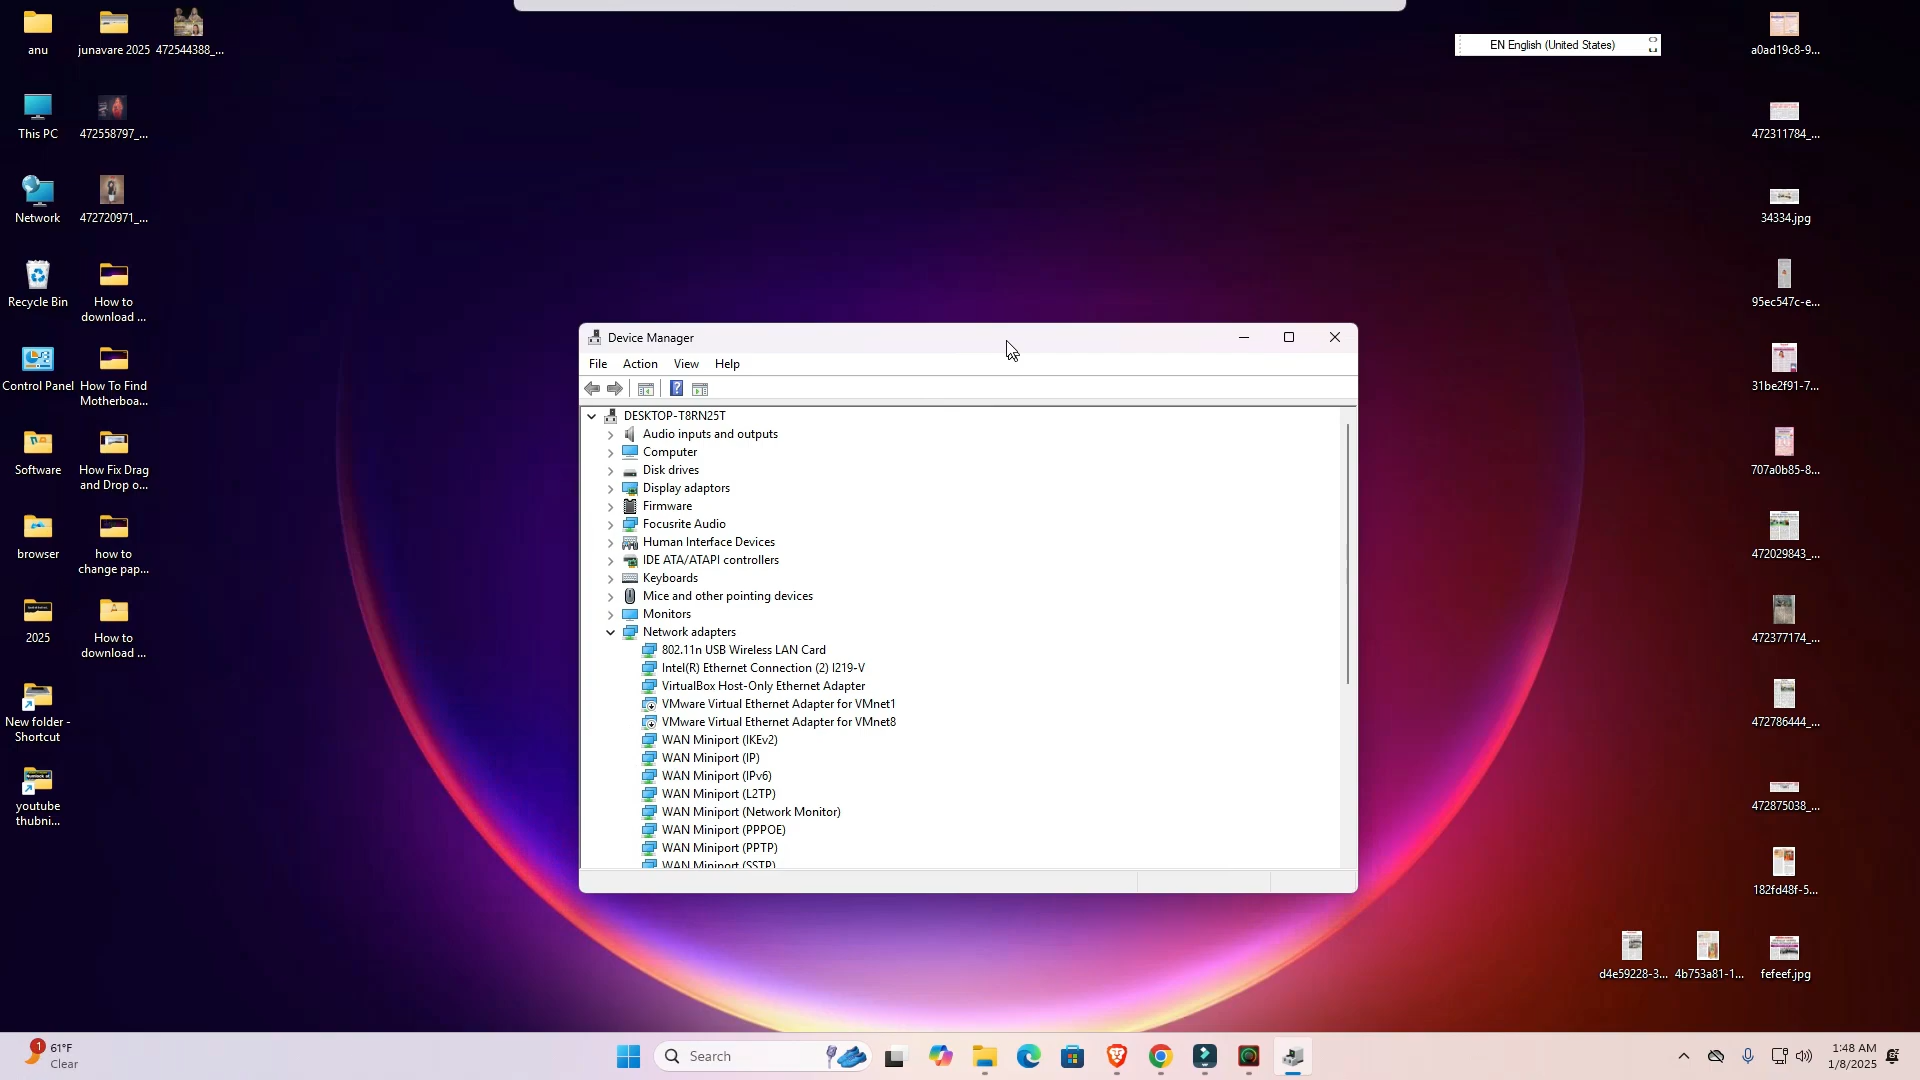 anu
junavare 2025
472544388_...
This PC
472558797_...
Network
472720971_...
Recycle Bin
How to
download ...
Control Panel
How To Find
Motherboa...
Software
How Fix Drag
and Drop o...
browser
how to
change pap...
2025
How to
download ...
New folder -
Shortcut
youtube
thubni...
EN English (United States)
Device Manager
File Action View Help
DESKTOP-T8RN25T
Audio inputs and outputs
Computer
Disk drives
Display adaptors
Firmware
Focusrite Audio
Human Interface Devices
IDE ATA/ATAPI controllers
Keyboards
Mice and other pointing devices
Monitors
Network adapters
802.11n USB Wireless LAN Card
Intel(R) Ethernet Connection (2) I219-V
VirtualBox Host-Only Ethernet Adapter
VMware Virtual Ethernet Adapter for VMnet1
VMware Virtual Ethernet Adapter for VMnet8
WAN Miniport (IKEv2)
WAN Miniport (IP)
WAN Miniport (IPv6)
WAN Miniport (L2TP)
WAN Miniport (Network Monitor)
WAN Miniport (PPPOE)
WAN Miniport (PPTP)
WAN Miniport (SSTP)
a0ad19c8-9...
472311784_...
34334.jpg
95ec547c-e...
31be2f91-7...
707a0b85-8...
472029843_...
472377174_...
472786444_...
472875038_...
182fd48f-5...
d4e59228-3...
4b753a81-1...
fefeef.jpg
1
61°F
Clear
Search
1:48 AM
1/8/2025